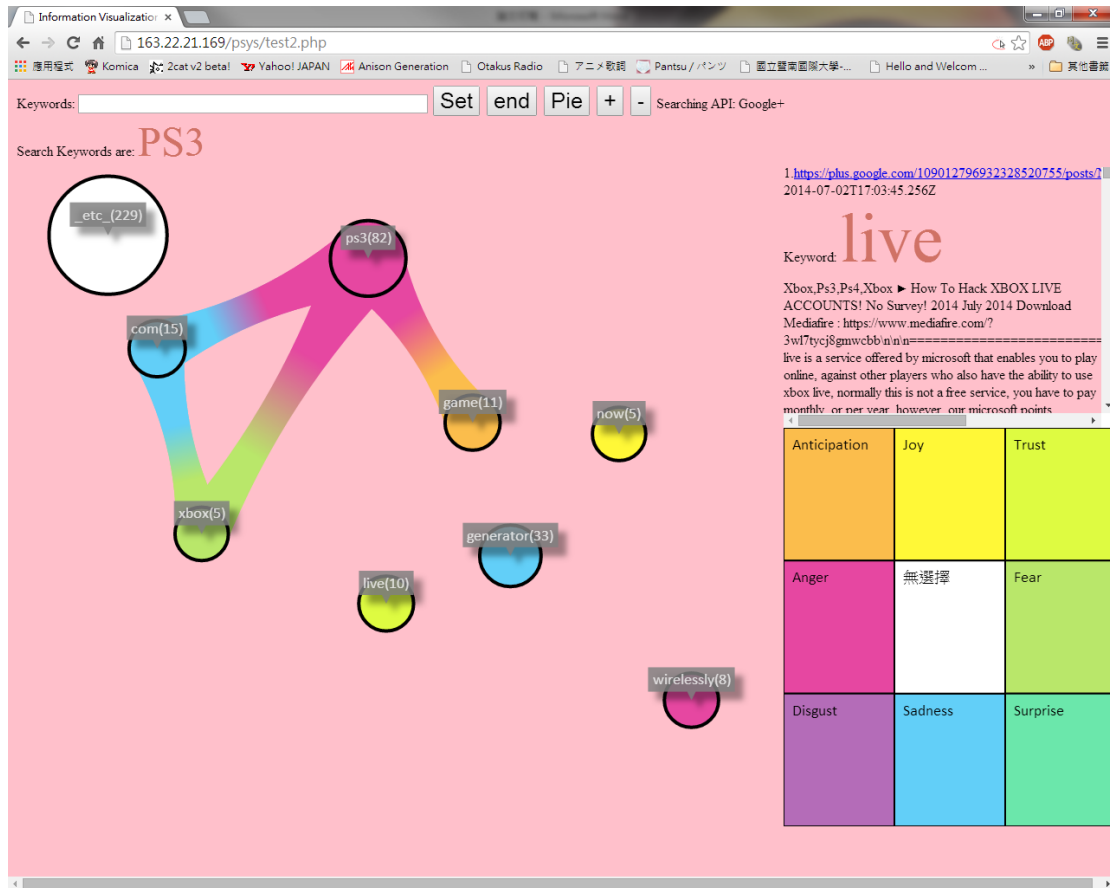 Information Visualization
163.22.21.169/psys/test2.php
ABP
應用程式 Komica 2cat v2 beta! Yahoo! JAPAN Anison Generation Otakus Radio アニメ歌詞 Pantsu / パンツ 國立暨南國際大學-... Hello and Welcom ... » 其他書籤
Keywords: Set end Pie + - Searching API: Google+
Search Keywords are: PS3
1.https://plus.google.com/109012796932328520755/posts/?
2014-07-02T17:03:45.256Z
Keyword: live
Xbox,Ps3,Ps4,Xbox ► How To Hack XBOX LIVE
ACCOUNTS! No Survey! 2014 July 2014 Download
Mediafire : https://www.mediafire.com/?
3wl7tycj8gmwcbb\n\n\n==========================
live is a service offered by microsoft that enables you to play
online, against other players who also have the ability to use
xbox live, normally this is not a free service, you have to pay
monthly, or per year, however, our microsoft points
_etc_(229)
ps3(82)
com(15)
game(11)
now(5)
xbox(5)
generator(33)
live(10)
wirelessly(8)
Anticipation Joy Trust
Anger 無選擇 Fear
Disgust Sadness Surprise